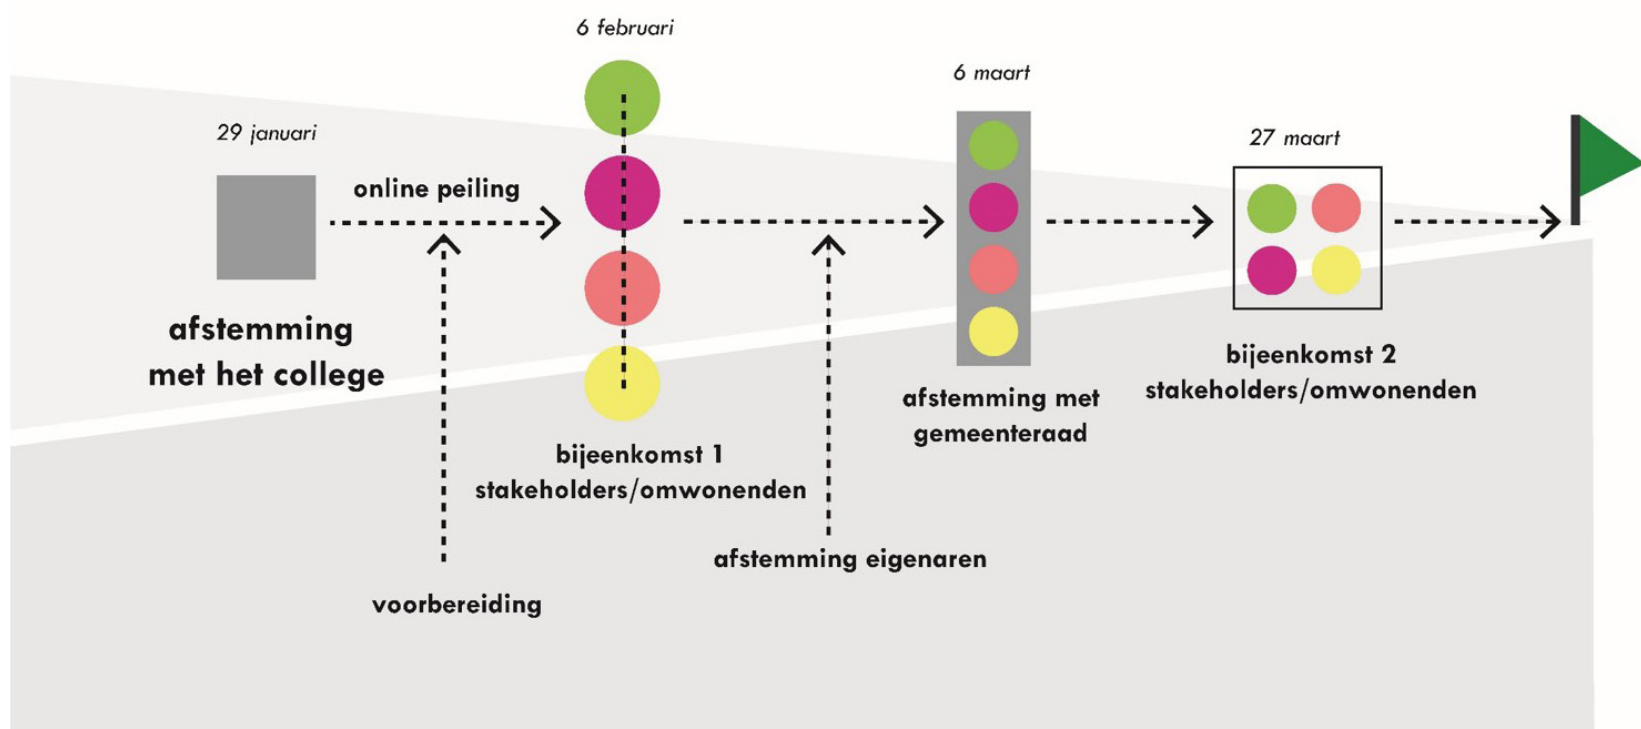 29 januari
afstemming
met het college
online peiling
voorbereiding
6 februari
bijeenkomst 1
stakeholders/omwonenden
afstemming eigenaren
6 maart
afstemming met
gemeenteraad
27 maart
bijeenkomst 2
stakeholders/omwonenden